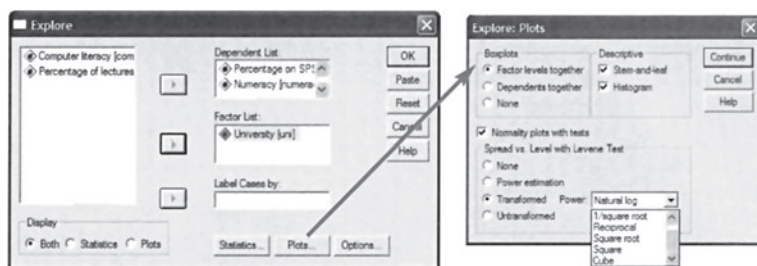 Explore
Computer literacy [com
Percentage of lectures
Dependent List:
Percentage on SPS
Numeracy [numera
Factor List:
University [uni]
Label Cases by:
Display
Both
Statistics
Plots
Statistics...
Plots...
Options...
OK
Paste
Reset
Cancel
Help
Explore: Plots
Boxplots
Factor levels together
Dependents together
None
Descriptive
Stem-and-leaf
Histogram
Continue
Cancel
Help
Normality plots with tests
Spread vs. Level with Levene Test
None
Power estimation
Transformed Power: Natural log
Untransformed
1/square root
Reciprocal
Square root
Square
Cube